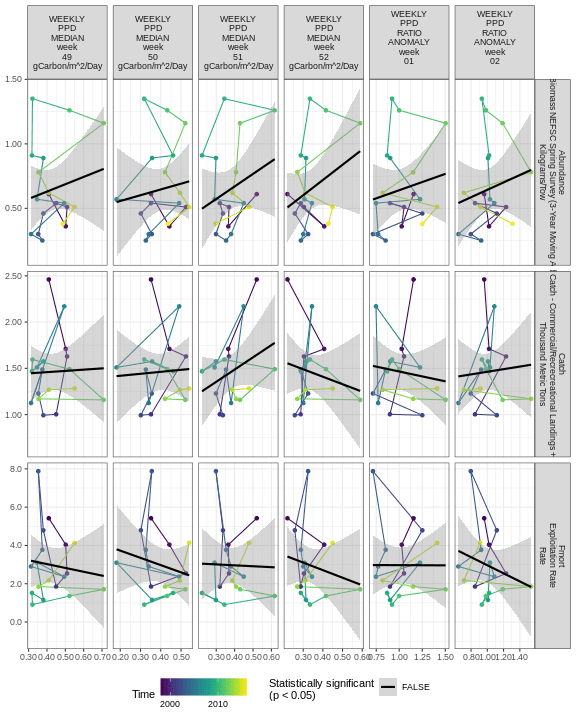 WEEKLY
PPD
MEDIAN
week
49
gCarbon/m^2/Day
WEEKLY
PPD
MEDIAN
week
50
gCarbon/m^2/Day
WEEKLY
PPD
MEDIAN
week
51
gCarbon/m^2/Day
WEEKLY
PPD
MEDIAN
week
52
gCarbon/m^2/Day
WEEKLY
PPD
RATIO
ANOMALY
week
01
WEEKLY
PPD
RATIO
ANOMALY
week
02
1.50
1.00
0.50
Abundance
Biomass NEFSC Spring Survey (3-Year Moving A
Kilograms/Tow
2.50
2.00
1.50
1.00
Catch
Catch - Commercial/Recreational Landings +
Thousand Metric Tons
8.0
6.0
4.0
2.0
0.0
Fmort
Exploitation Rate
Rate
0.30 0.40 0.50 0.60 0.70
0.20 0.30 0.40 0.50
0.20 0.30 0.40 0.50 0.60
0.20 0.30 0.40 0.50 0.60
0.75 1.00 1.25 1.50
0.80 1.00 1.20 1.40
Time
2000
2010
Statistically significant
(p < 0.05)
FALSE